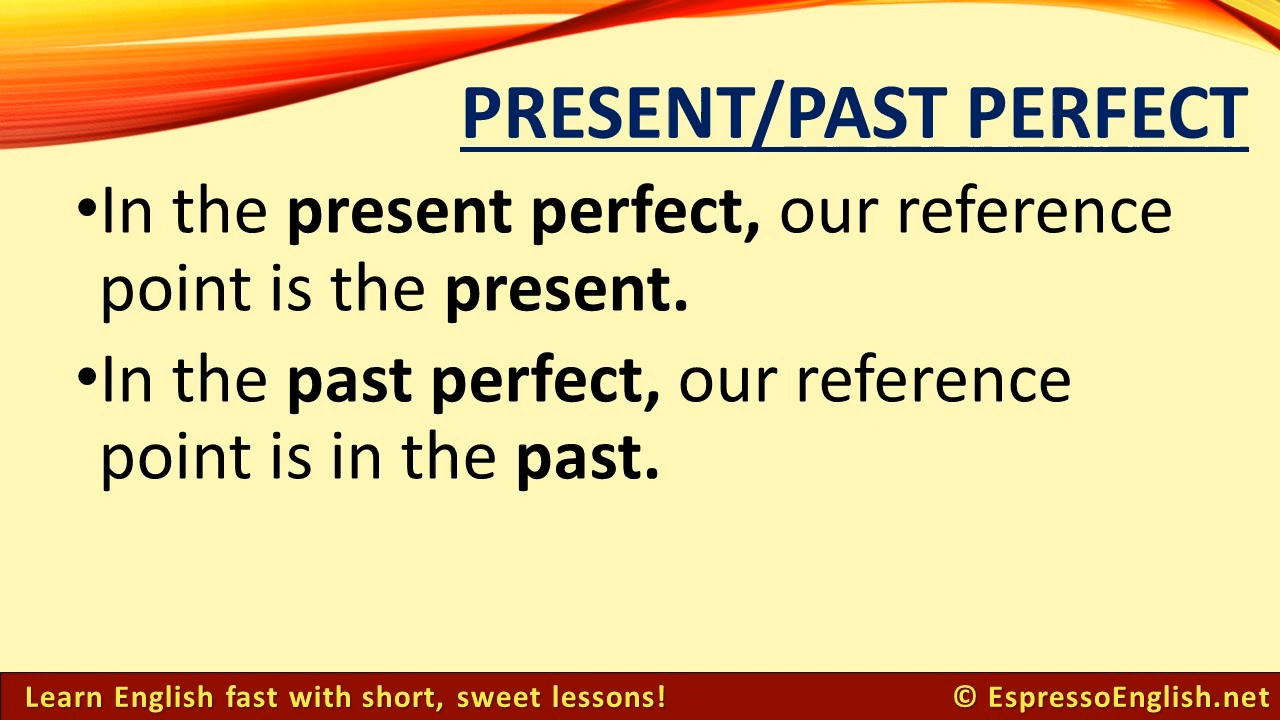 PRESENT/PAST PERFECT
•In the present perfect, our reference
point is the present.
•In the past perfect, our reference
point is in the past.
Learn English fast with short, sweet lessons!
© EspressoEnglish.net